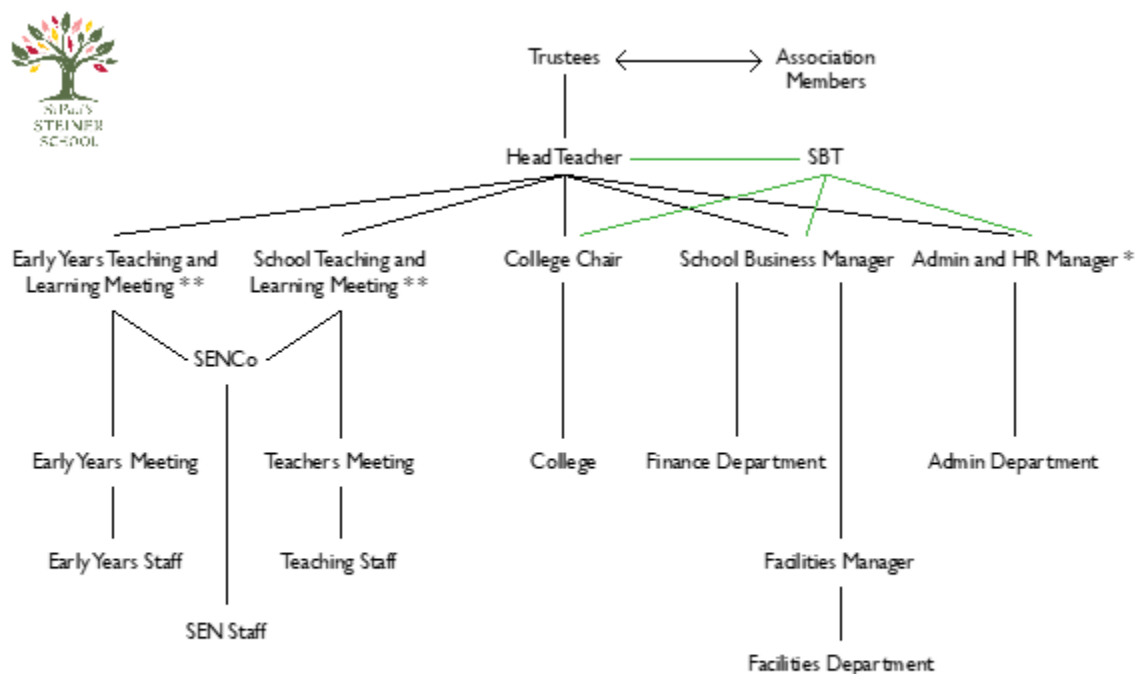 St Paul's
STEINER
SCHOOL
Trustees
Association
Members
Head Teacher
SBT
Early Years Teaching and
Learning Meeting **
School Teaching and
Learning Meeting **
College Chair
School Business Manager
Admin and HR Manager *
SENCo
Early Years Meeting
Teachers Meeting
College
Finance Department
Admin Department
Early Years Staff
Teaching Staff
Facilities Manager
SEN Staff
Facilities Department